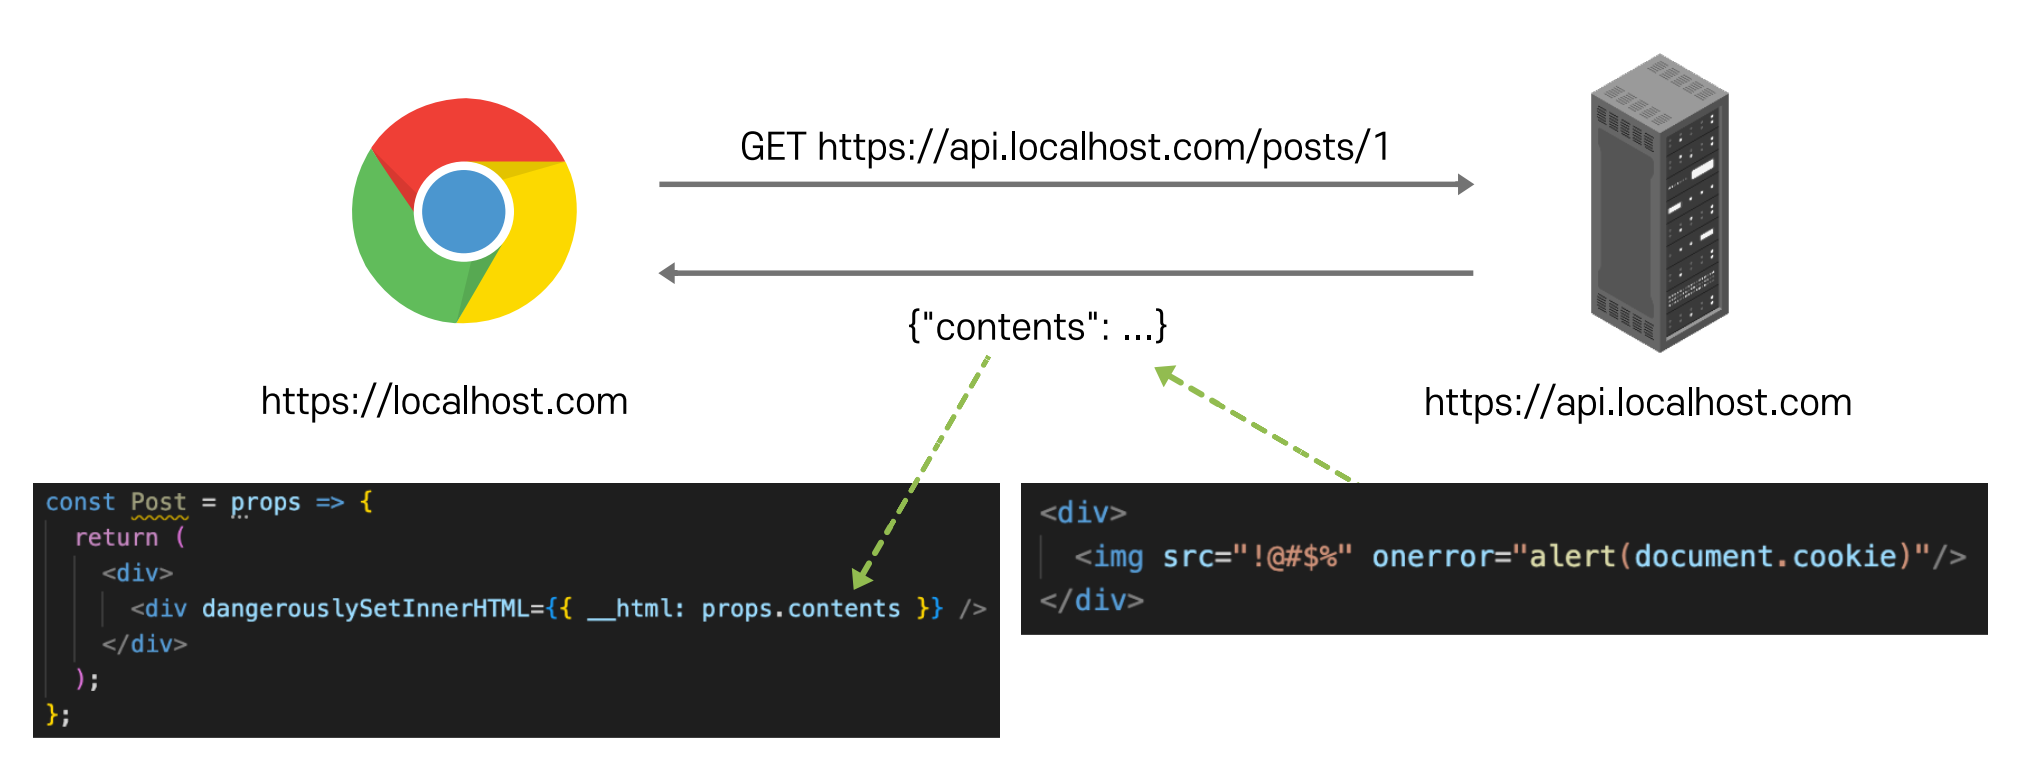 GET https://api.localhost.com/posts/1
{"contents": ...}
https://localhost.com
https://api.localhost.com
const Post = props => {
return (
<div>
<div dangerouslySetInnerHTML={{ __html: props.contents }} />
</div>
);
};
<div>
<img src="!@#$%" onerror="alert(document.cookie)"/>
</div>